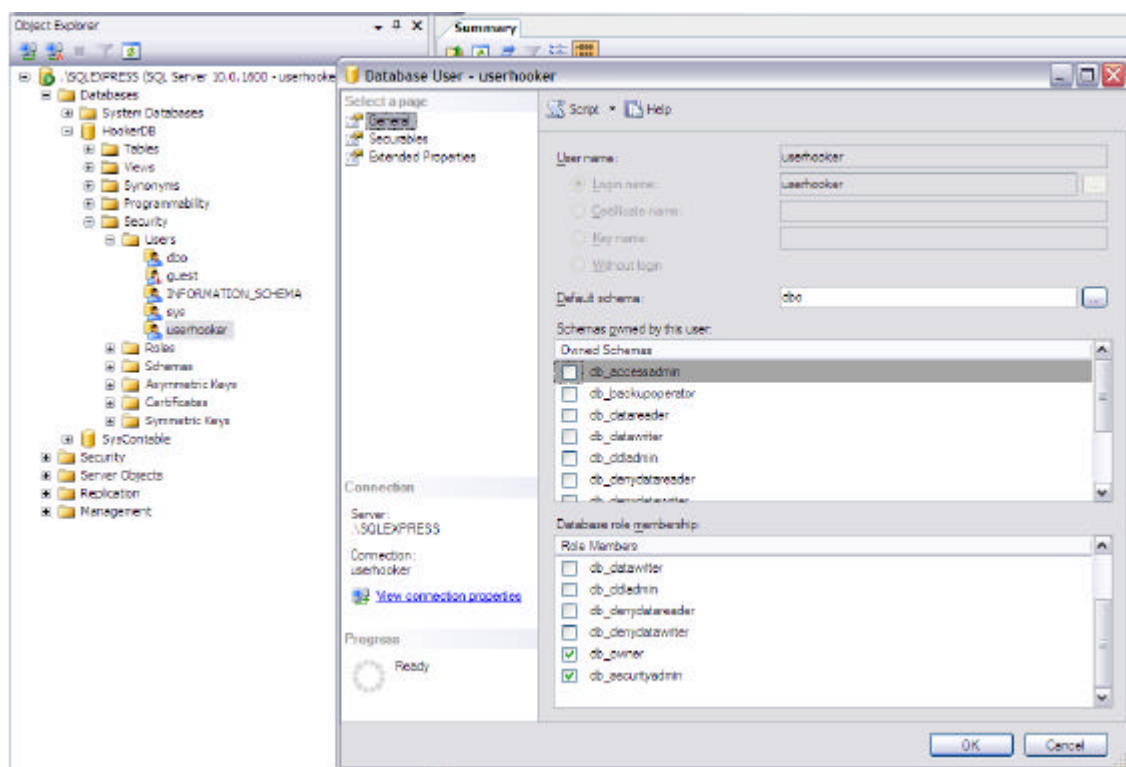 Object Explorer
Summary
.\SQLEXPRESS (SQL Server 10.0.1600 - userhooke
Databases
System Databases
HookerDB
Tables
Views
Synonyms
Programmability
Security
Users
dbo
guest
INFORMATION_SCHEMA
sys
userhooker
Roles
Schemas
Asymmetric Keys
Certificates
Symmetric Keys
SysContable
Security
Server Objects
Replication
Management
Database User - userhooker
Select a page
General
Securables
Extended Properties
Script
Help
User name:
userhooker
Login name:
userhooker
Certificate name:
Key name:
Without login
Default schema:
dbo
...
Schemas owned by this user:
Owned Schemas
db_accessadmin
db_backupoperator
db_datareader
db_datawriter
db_ddladmin
db_denydatareader
db_denydatawriter
Database role membership:
Role Members
db_datawriter
db_ddladmin
db_denydatareader
db_denydatawriter
db_owner
db_securityadmin
Connection
Server:
.\SQLEXPRESS
Connection:
userhooker
View connection properties
Progress
Ready
OK
Cancel